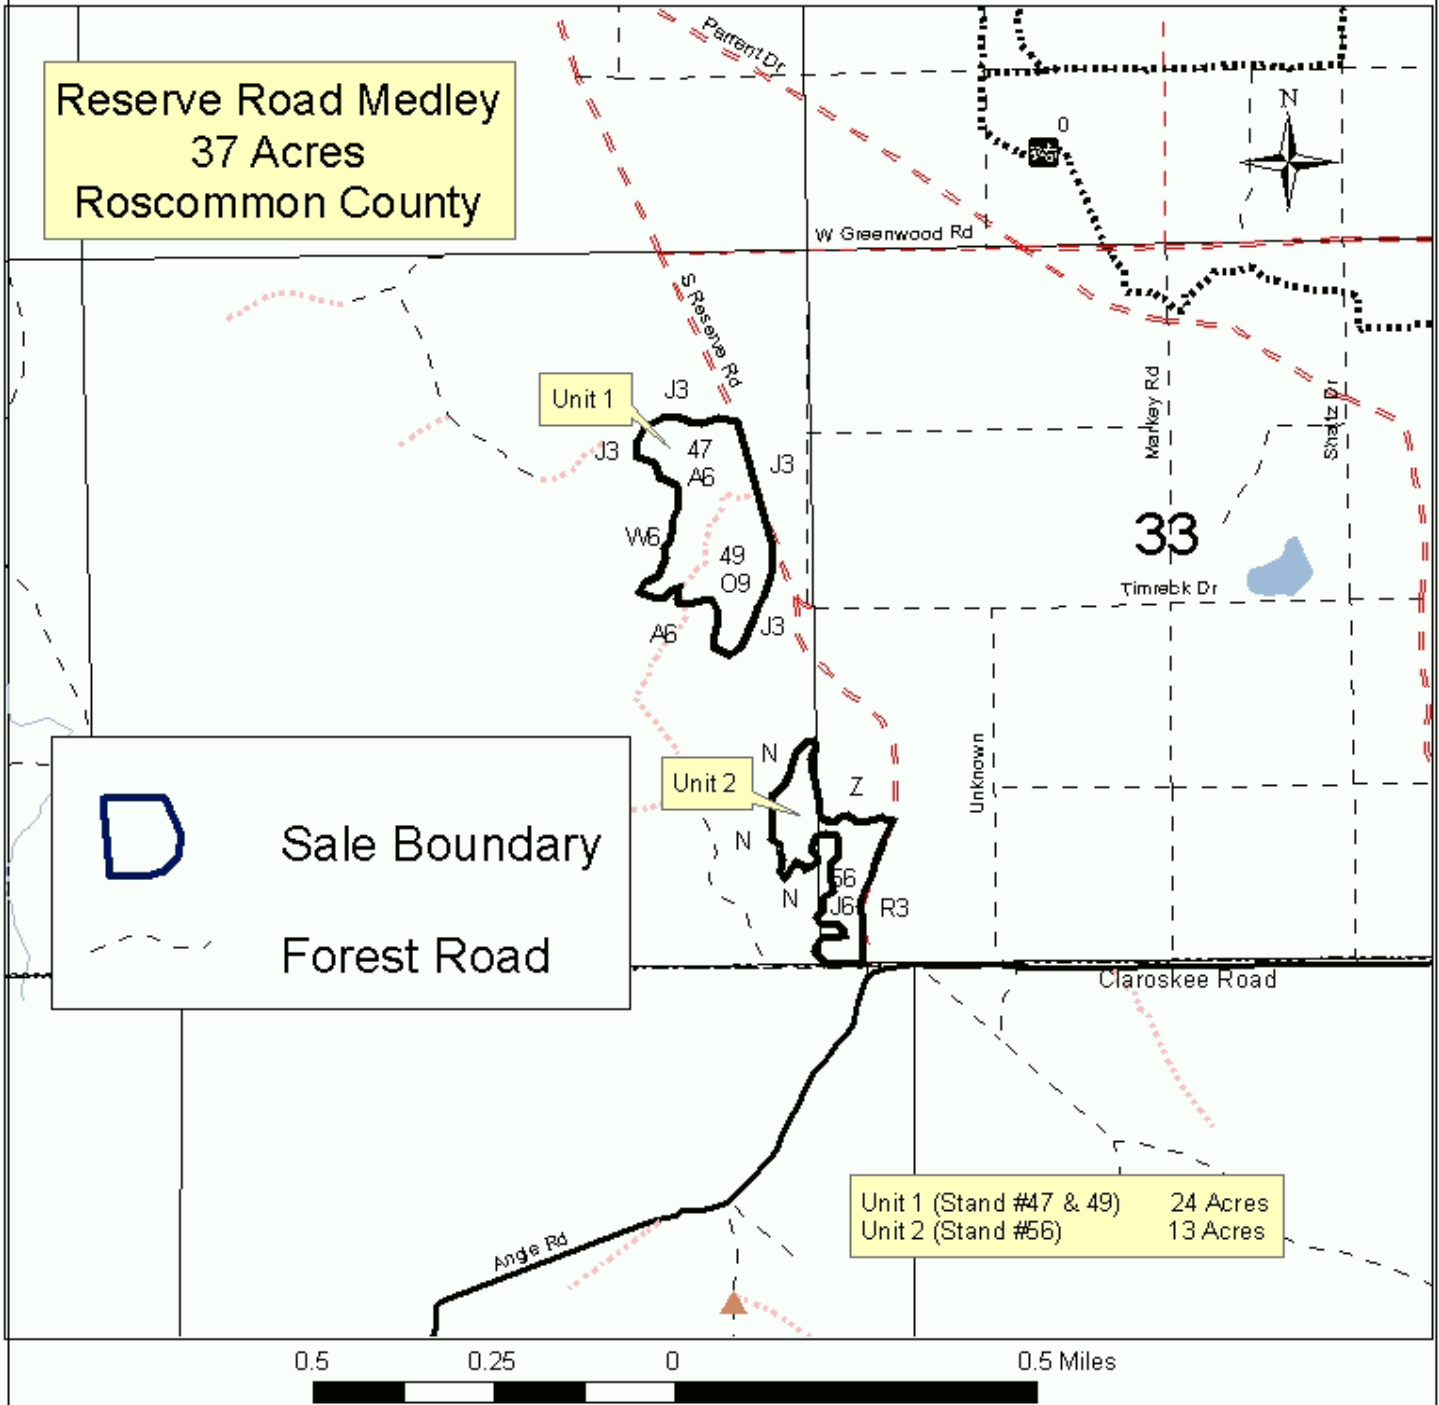 Parrent Dr
Reserve Road Medley
37 Acres
Roscommon County
N
0
W Greenwood Rd
S Reserve Rd
Unit 1
J3
J3
47
A6
J3
Markey Rd
Shatz Dr
33
W6
49
O9
Timreck Dr
A6
J3
N
Unit 2
Z
Unknown
N
56
J6
N
R3
Sale Boundary
Forest Road
Claroskee Road
Unit 1 (Stand #47 & 49) 24 Acres
Unit 2 (Stand #56) 13 Acres
Angle Rd
0.5 0.25 0 0.5 Miles